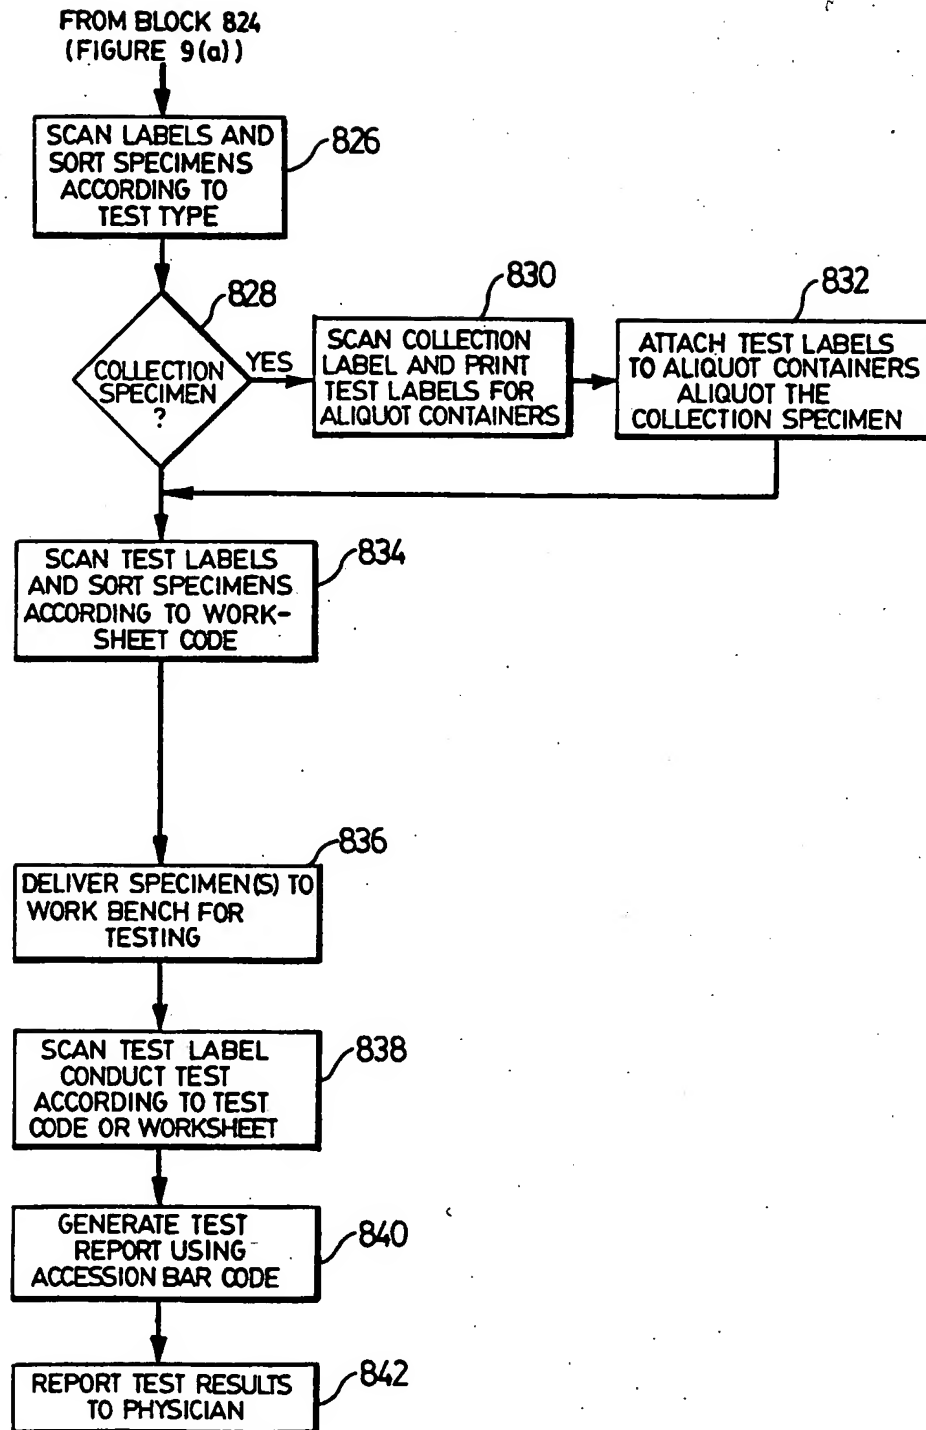 FROM BLOCK 824
(FIGURE 9(a))
SCAN LABELS AND
SORT SPECIMENS
ACCORDING TO
TEST TYPE
826
828
COLLECTION
SPECIMEN
?
YES
830
SCAN COLLECTION
LABEL AND PRINT
TEST LABELS FOR
ALIQUOT CONTAINERS
832
ATTACH TEST LABELS
TO ALIQUOT CONTAINERS
ALIQUOT THE
COLLECTION SPECIMEN
SCAN TEST LABELS
AND SORT SPECIMENS
ACCORDING TO WORK-
SHEET CODE
834
836
DELIVER SPECIMEN(S) TO
WORK BENCH FOR
TESTING
SCAN TEST LABEL
CONDUCT TEST
ACCORDING TO TEST
CODE OR WORKSHEET
838
GENERATE TEST
REPORT USING
ACCESSION BAR CODE
840
REPORT TEST RESULTS
TO PHYSICIAN
842